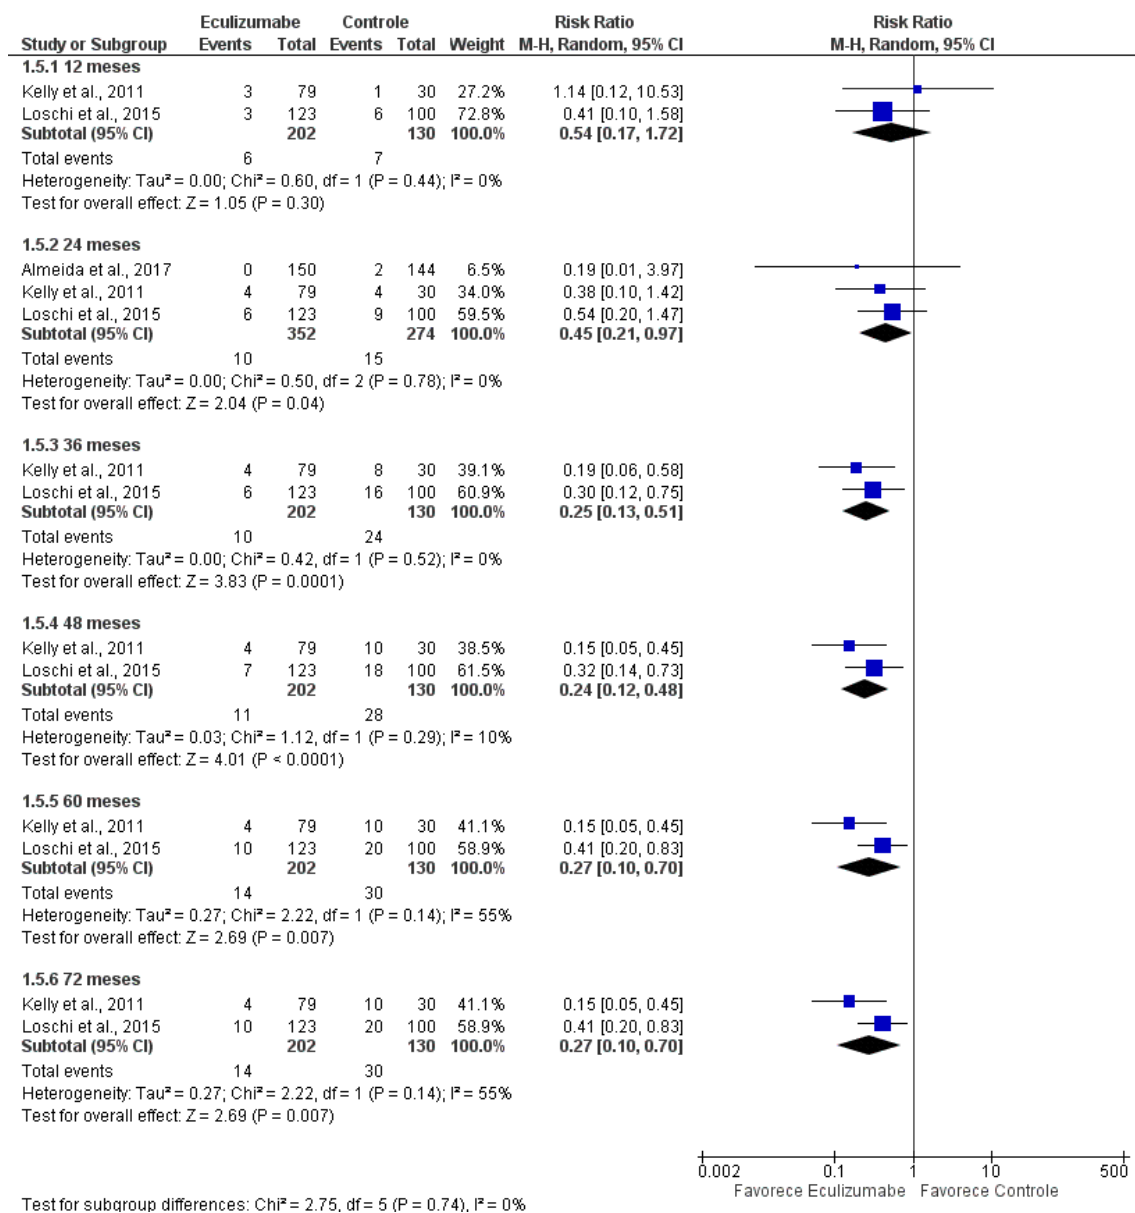 Eculizumabe Controle Risk Ratio Risk Ratio
Study or Subgroup Events Total Events Total Weight M-H, Random, 95% CI M-H, Random, 95% CI
1.5.1 12 meses
Kelly et al., 2011 3 79 1 30 27.2% 1.14 [0.12, 10.53]
Loschi et al., 2015 3 123 6 100 72.8% 0.41 [0.10, 1.58]
Subtotal (95% CI) 202 130 100.0% 0.54 [0.17, 1.72]
Total events 6 7
Heterogeneity: Tau² = 0.00; Chi² = 0.60, df = 1 (P = 0.44); I² = 0%
Test for overall effect: Z = 1.05 (P = 0.30)
1.5.2 24 meses
Almeida et al., 2017 0 150 2 144 6.5% 0.19 [0.01, 3.97]
Kelly et al., 2011 4 79 4 30 34.0% 0.38 [0.10, 1.42]
Loschi et al., 2015 6 123 9 100 59.5% 0.54 [0.20, 1.47]
Subtotal (95% CI) 352 274 100.0% 0.45 [0.21, 0.97]
Total events 10 15
Heterogeneity: Tau² = 0.00; Chi² = 0.50, df = 2 (P = 0.78); I² = 0%
Test for overall effect: Z = 2.04 (P = 0.04)
1.5.3 36 meses
Kelly et al., 2011 4 79 8 30 39.1% 0.19 [0.06, 0.58]
Loschi et al., 2015 6 123 16 100 60.9% 0.30 [0.12, 0.75]
Subtotal (95% CI) 202 130 100.0% 0.25 [0.13, 0.51]
Total events 10 24
Heterogeneity: Tau² = 0.00; Chi² = 0.42, df = 1 (P = 0.52); I² = 0%
Test for overall effect: Z = 3.83 (P = 0.0001)
1.5.4 48 meses
Kelly et al., 2011 4 79 10 30 38.5% 0.15 [0.05, 0.45]
Loschi et al., 2015 7 123 18 100 61.5% 0.32 [0.14, 0.73]
Subtotal (95% CI) 202 130 100.0% 0.24 [0.12, 0.48]
Total events 11 28
Heterogeneity: Tau² = 0.03; Chi² = 1.12, df = 1 (P = 0.29); I² = 10%
Test for overall effect: Z = 4.01 (P < 0.0001)
1.5.5 60 meses
Kelly et al., 2011 4 79 10 30 41.1% 0.15 [0.05, 0.45]
Loschi et al., 2015 10 123 20 100 58.9% 0.41 [0.20, 0.83]
Subtotal (95% CI) 202 130 100.0% 0.27 [0.10, 0.70]
Total events 14 30
Heterogeneity: Tau² = 0.27; Chi² = 2.22, df = 1 (P = 0.14); I² = 55%
Test for overall effect: Z = 2.69 (P = 0.007)
1.5.6 72 meses
Kelly et al., 2011 4 79 10 30 41.1% 0.15 [0.05, 0.45]
Loschi et al., 2015 10 123 20 100 58.9% 0.41 [0.20, 0.83]
Subtotal (95% CI) 202 130 100.0% 0.27 [0.10, 0.70]
Total events 14 30
Heterogeneity: Tau² = 0.27; Chi² = 2.22, df = 1 (P = 0.14); I² = 55%
Test for overall effect: Z = 2.69 (P = 0.007)
0.002 0.1 1 10 500
Favorece Eculizumabe Favorece Controle
Test for subgroup differences: Chi² = 2.75, df = 5 (P = 0.74), I² = 0%